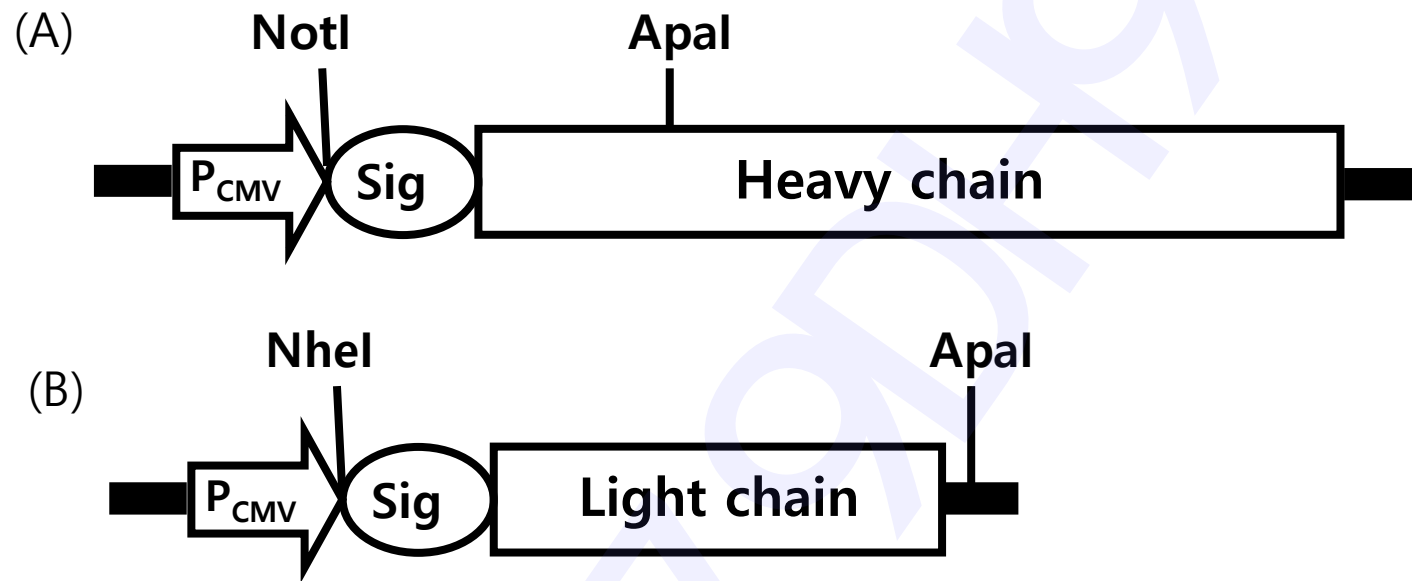 (A)
NotI ApaI
PCMV Sig Heavy chain
(B)
NheI ApaI
PCMV Sig Light chain